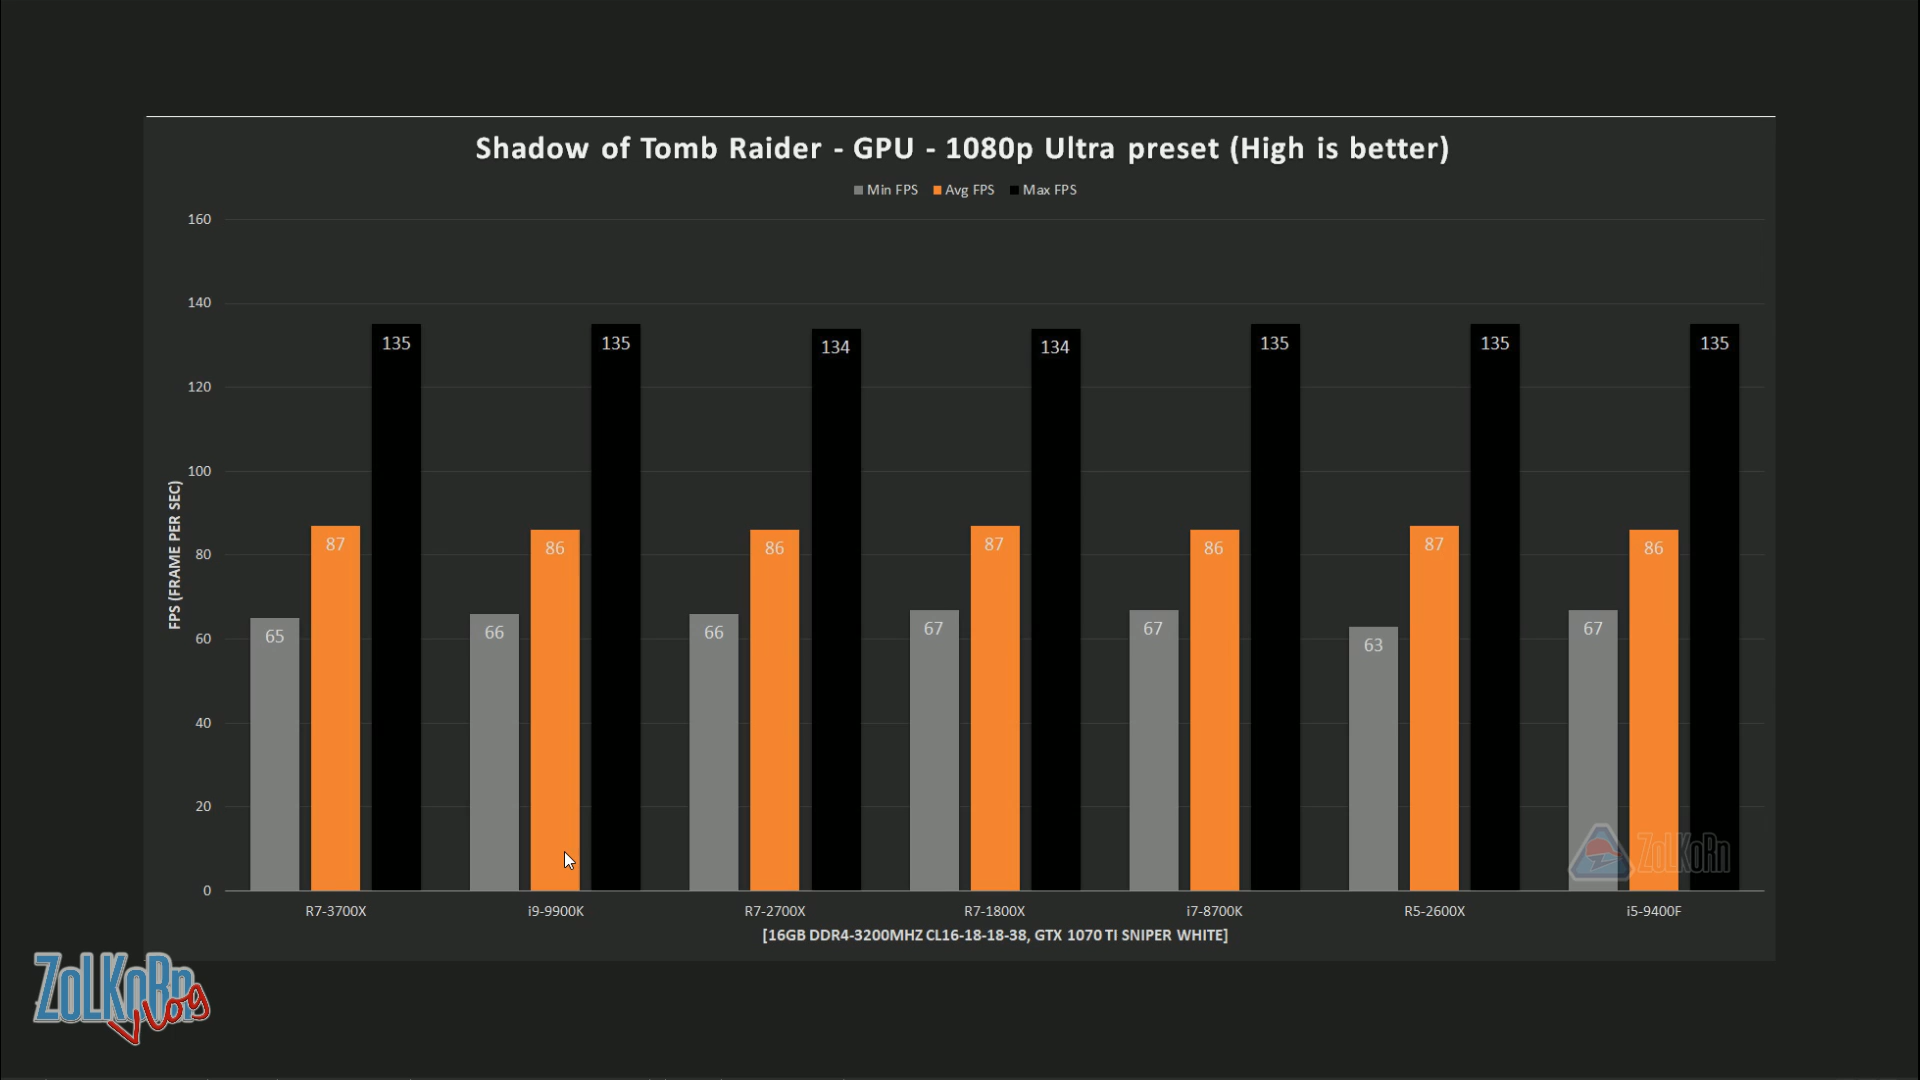 Shadow of Tomb Raider - GPU - 1080p Ultra preset (High is better)
Min FPS Avg FPS Max FPS
160
140
120
100
80
60
40
20
0
FPS (FRAME PER SEC)
65 87 135
66 86 135
66 86 134
67 87 134
67 86 135
63 87 135
67 86 135
R7-3700X i9-9900K R7-2700X R7-1800X i7-8700K R5-2600X i5-9400F
[16GB DDR4-3200MHZ CL16-18-18-38, GTX 1070 TI SNIPER WHITE]
ZoLKoRn
ZoLKoRn
Vlog